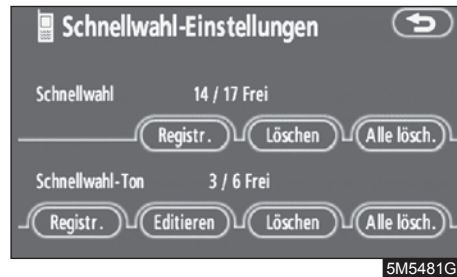 Schnellwahl-Einstellungen
Schnellwahl 14 / 17 Frei
Registr. Löschen Alle lösch.
Schnellwahl-Ton 3 / 6 Frei
Registr. Editieren Löschen Alle lösch.
5M5481G